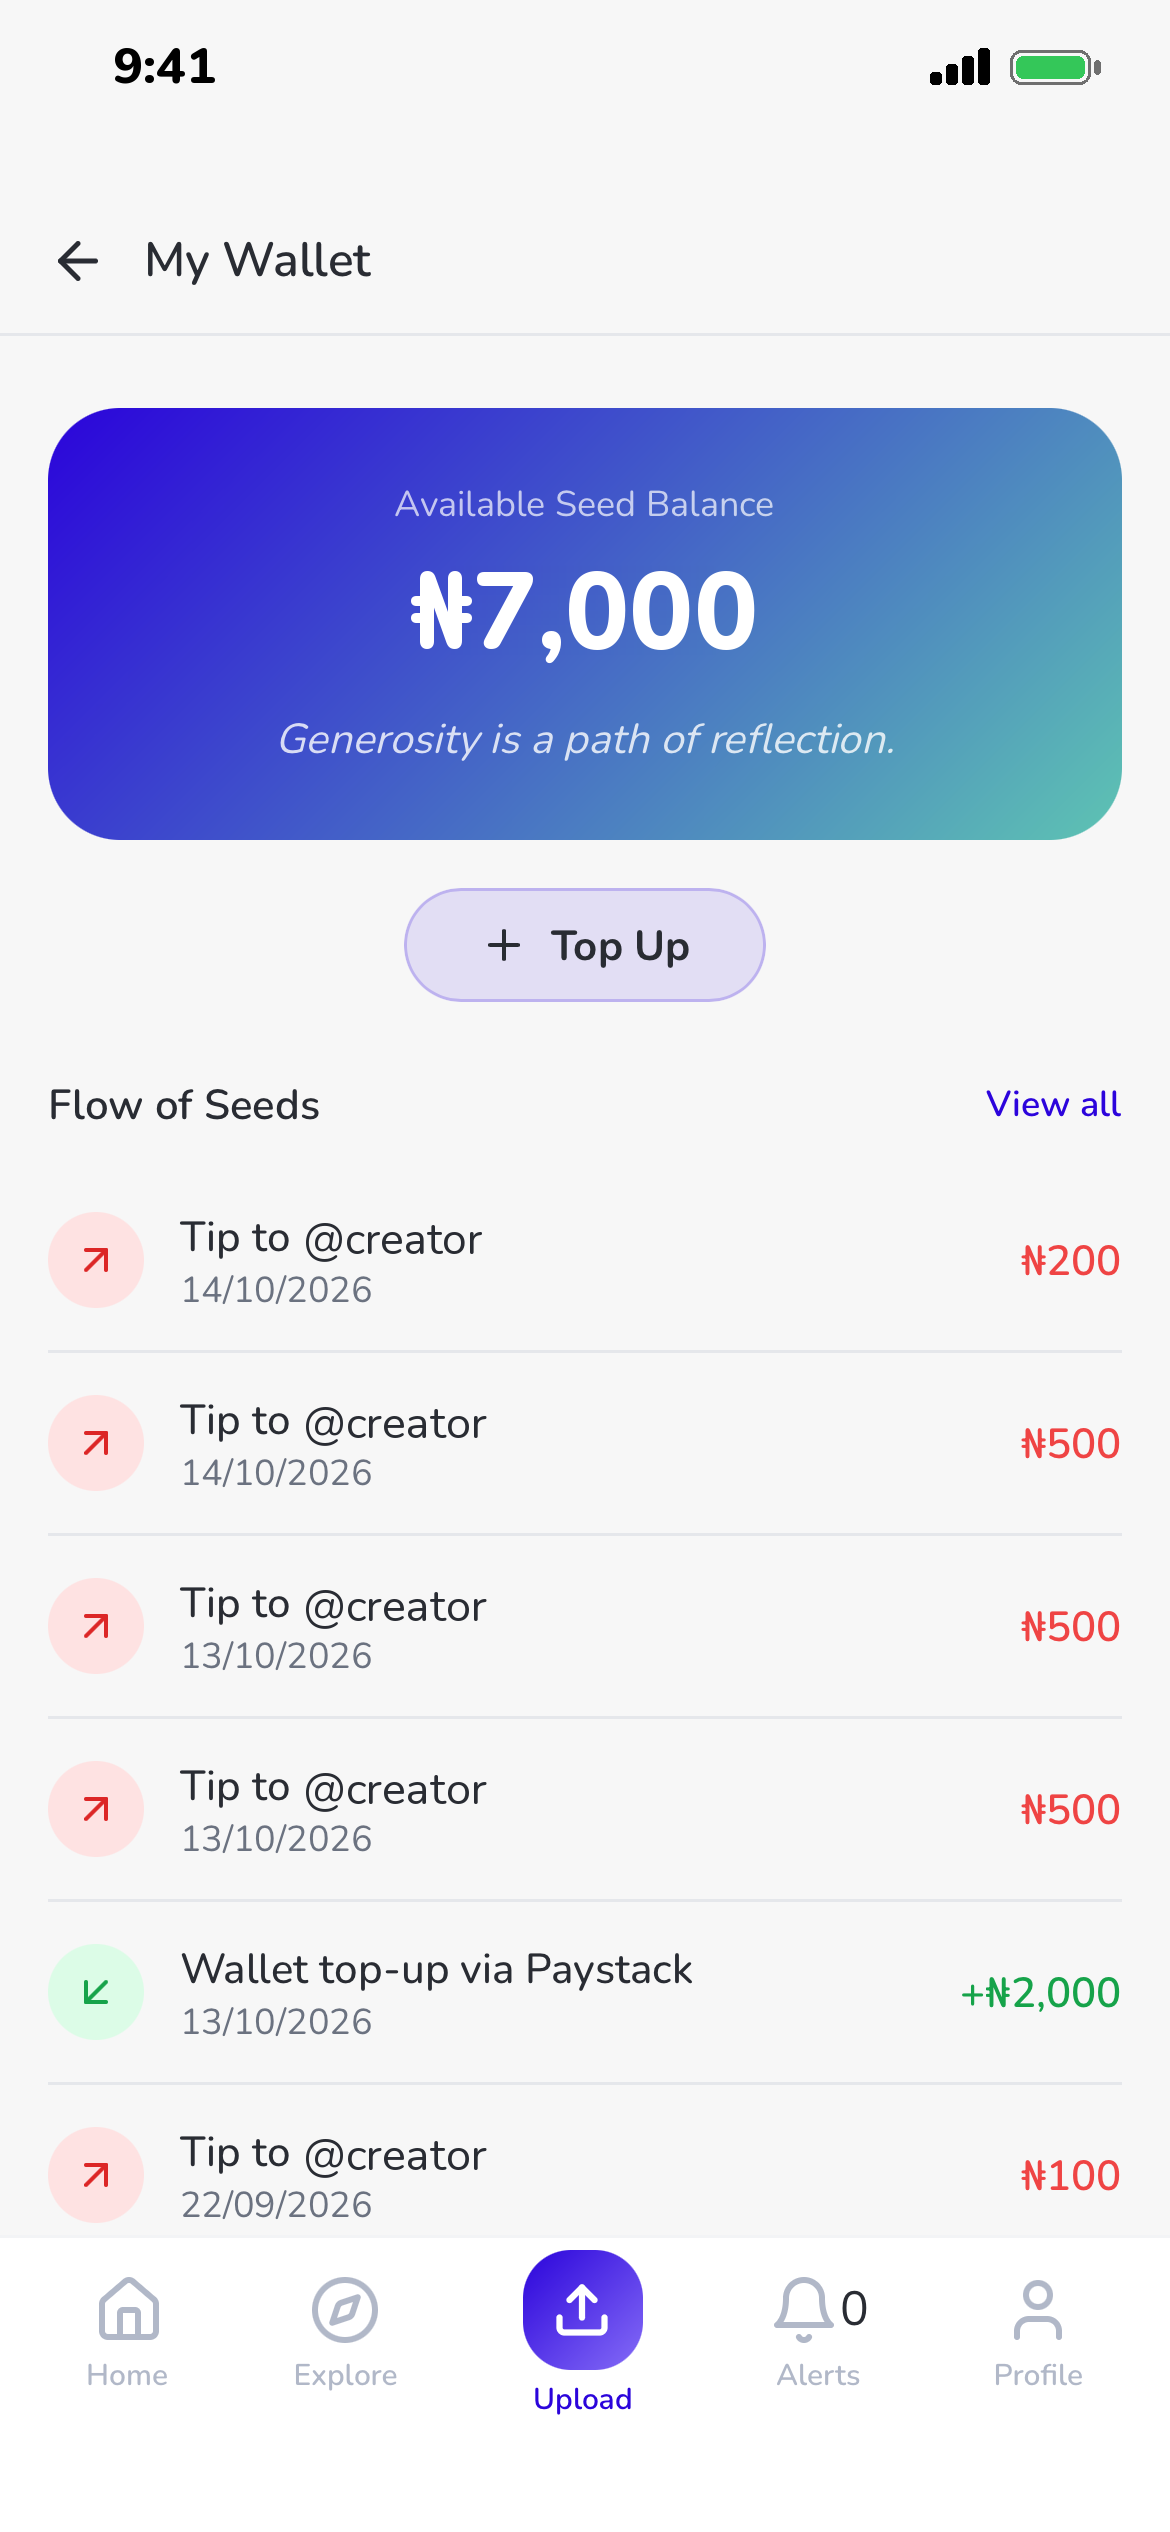 9:41
My Wallet
Available Seed Balance
₦7,000
Generosity is a path of reflection.
Top Up
Flow of Seeds
View all
Tip to @creator
14/10/2026
₦200
Tip to @creator
14/10/2026
₦500
Tip to @creator
13/10/2026
₦500
Tip to @creator
13/10/2026
₦500
Wallet top-up via Paystack
13/10/2026
+₦2,000
Tip to @creator
22/09/2026
₦100
0
Home
Explore
Upload
Alerts
Profile